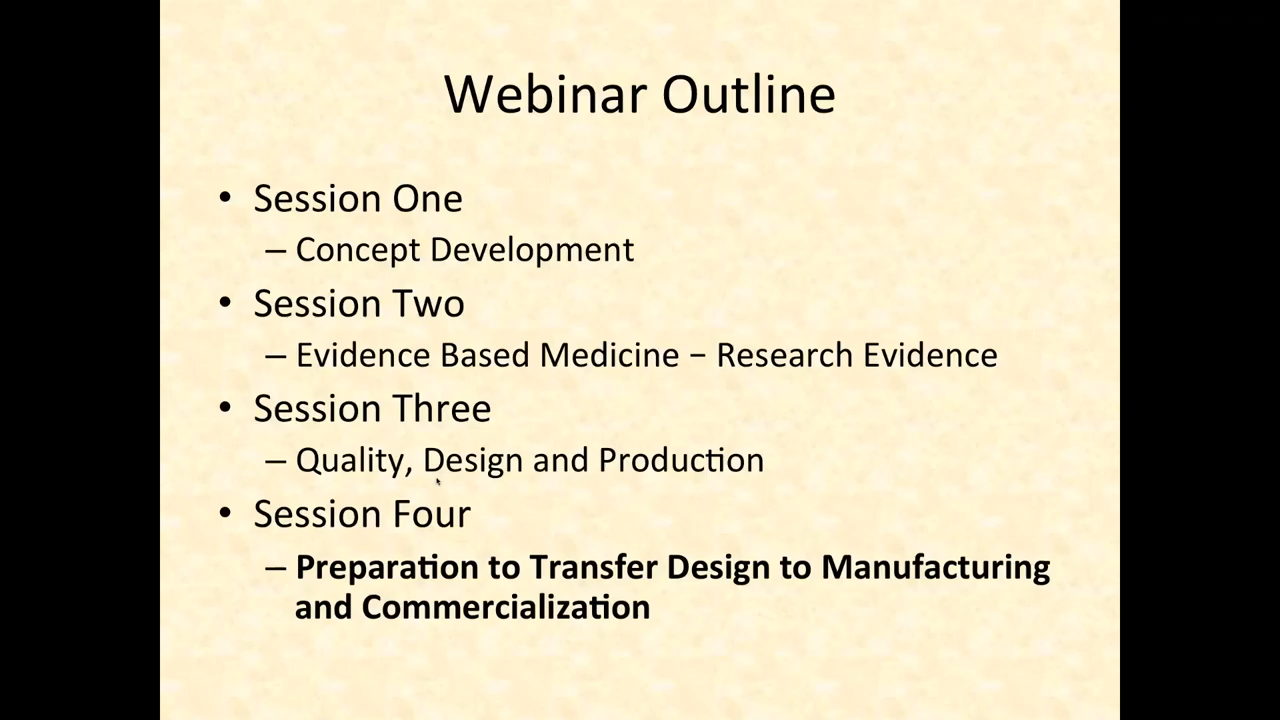 Webinar Outline
• Session One
– Concept Development
• Session Two
– Evidence Based Medicine – Research Evidence
• Session Three
– Quality, Design and Production
• Session Four
– Preparation to Transfer Design to Manufacturing
and Commercialization